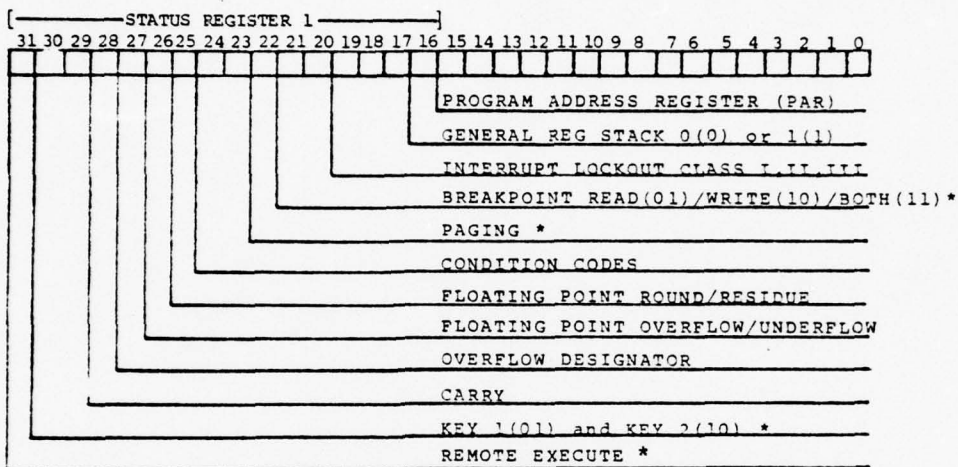 STATUS REGISTER 1
31 30 29 28 27 26 25 24 23 22 21 20 19 18 17 16 15 14 13 12 11 10 9 8 7 6 5 4 3 2 1 0
PROGRAM ADDRESS REGISTER (PAR)
GENERAL REG STACK 0(0) or 1(1)
INTERRUPT LOCKOUT CLASS I,II,III
BREAKPOINT READ(01)/WRITE(10)/BOTH(11)*
PAGING *
CONDITION CODES
FLOATING POINT ROUND/RESIDUE
FLOATING POINT OVERFLOW/UNDERFLOW
OVERFLOW DESIGNATOR
CARRY
KEY 1(01) and KEY 2(10) *
REMOTE EXECUTE *